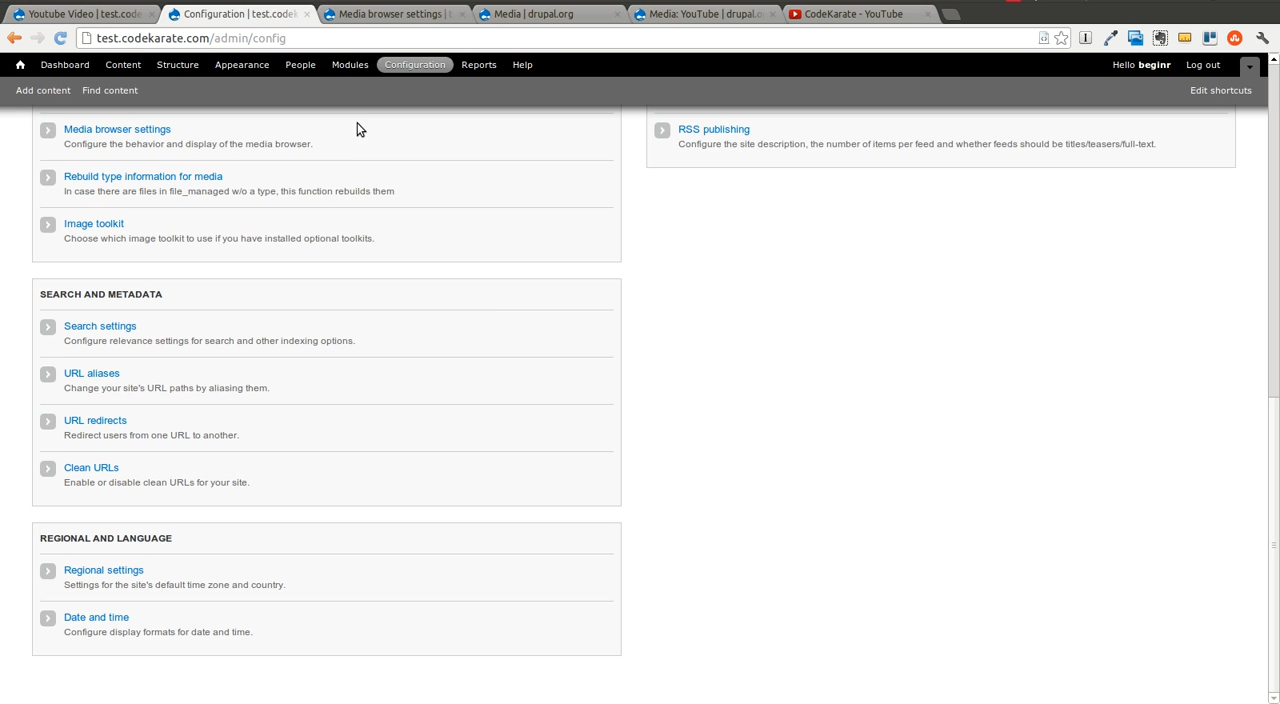 Youtube Video | test.code
Configuration | test.codek
Media browser settings | t
Media | drupal.org
Media: YouTube | drupal.o
CodeKarate - YouTube
test.codekarate.com/admin/config
Dashboard Content Structure Appearance People Modules Configuration Reports Help
Hello beginr Log out
Add content Find content
Edit shortcuts
Media browser settings
Configure the behavior and display of the media browser.
Rebuild type information for media
In case there are files in file_managed w/o a type, this function rebuilds them
Image toolkit
Choose which image toolkit to use if you have installed optional toolkits.
RSS publishing
Configure the site description, the number of items per feed and whether feeds should be titles/teasers/full-text.
SEARCH AND METADATA
Search settings
Configure relevance settings for search and other indexing options.
URL aliases
Change your site's URL paths by aliasing them.
URL redirects
Redirect users from one URL to another.
Clean URLs
Enable or disable clean URLs for your site.
REGIONAL AND LANGUAGE
Regional settings
Settings for the site's default time zone and country.
Date and time
Configure display formats for date and time.